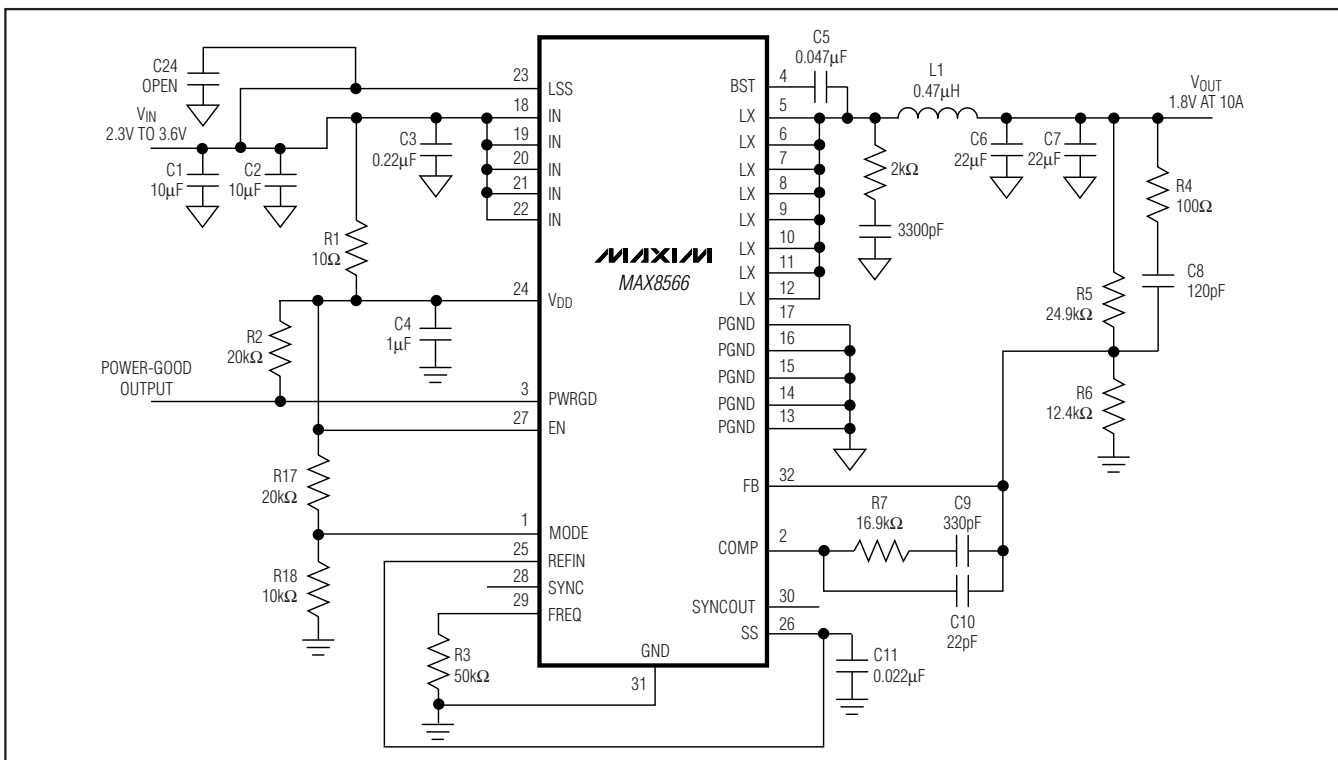 C24
OPEN
VIN
2.3V TO 3.6V
C1
10μF
C2
10μF
C3
0.22μF
R1
10Ω
R2
20kΩ
C4
1μF
POWER-GOOD
OUTPUT
R17
20kΩ
R18
10kΩ
R3
50kΩ
23
LSS
18
IN
19
IN
20
IN
21
IN
22
IN
24
VDD
3
PWRGD
27
EN
1
MODE
25
REFIN
28
SYNC
29
FREQ
MAXIM
MAX8566
GND
31
4
BST
5
LX
6
LX
7
LX
8
LX
9
LX
10
LX
11
LX
12
LX
17
PGND
16
PGND
15
PGND
14
PGND
13
PGND
32
FB
2
COMP
30
SYNCOUT
26
SS
C5
0.047μF
L1
0.47μH
VOUT
1.8V AT 10A
2kΩ
3300pF
C6
22μF
C7
22μF
R4
100Ω
C8
120pF
R5
24.9kΩ
R6
12.4kΩ
R7
16.9kΩ
C9
330pF
C10
22pF
C11
0.022μF